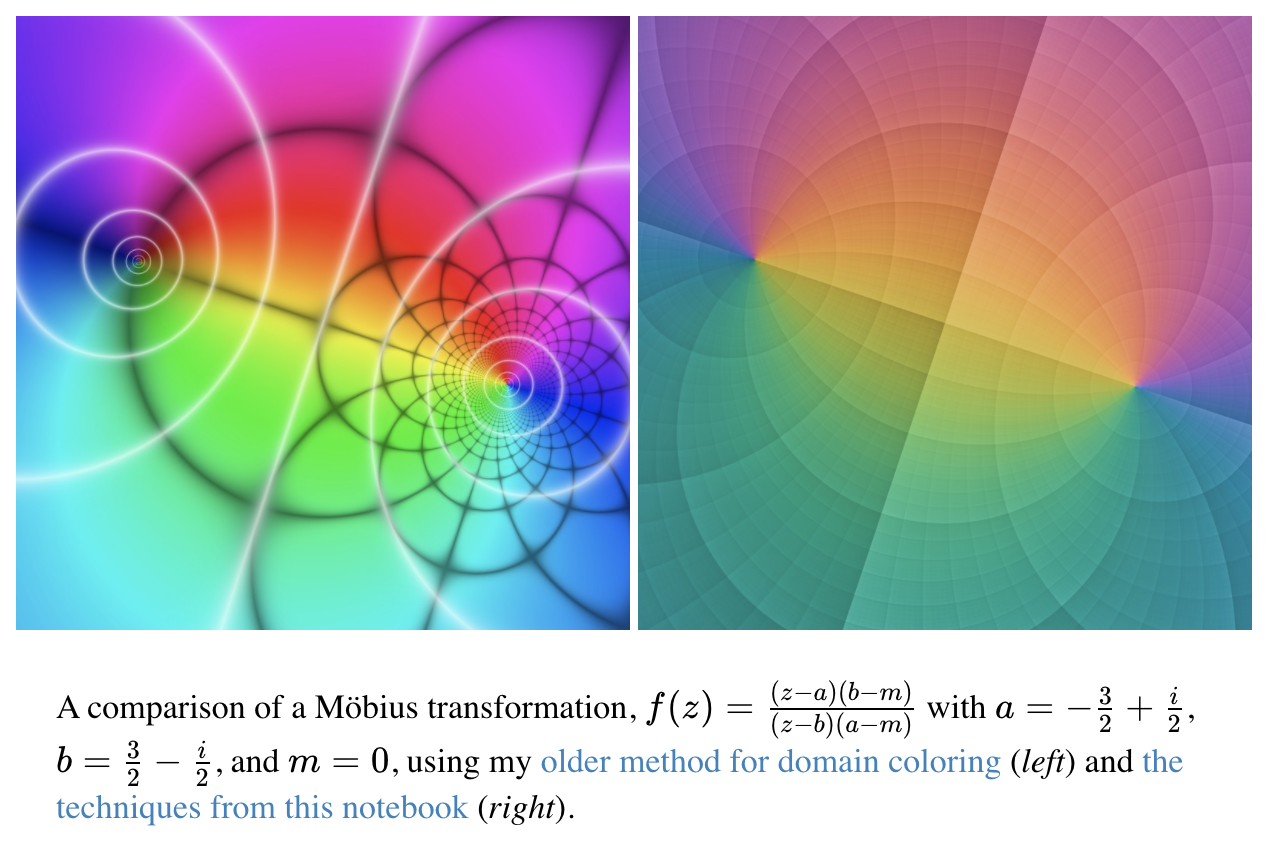 A comparison of a Möbius transformation, f(z) = \frac{(z−a)(b−m)}{(z−b)(a−m)} with a = −\frac{3}{2} + \frac{i}{2},
b = \frac{3}{2} − \frac{i}{2}, and m = 0, using my older method for domain coloring (left) and the
techniques from this notebook (right).